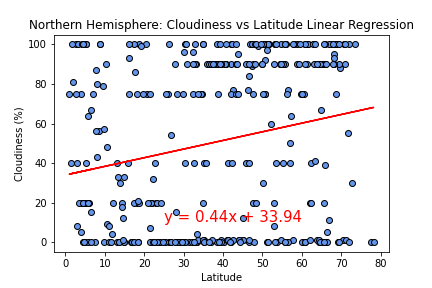 Northern Hemisphere: Cloudiness vs Latitude Linear Regression
100
80
60
40
20
0
Cloudiness (%)
y = 0.44x + 33.94
0 10 20 30 40 50 60 70 80
Latitude